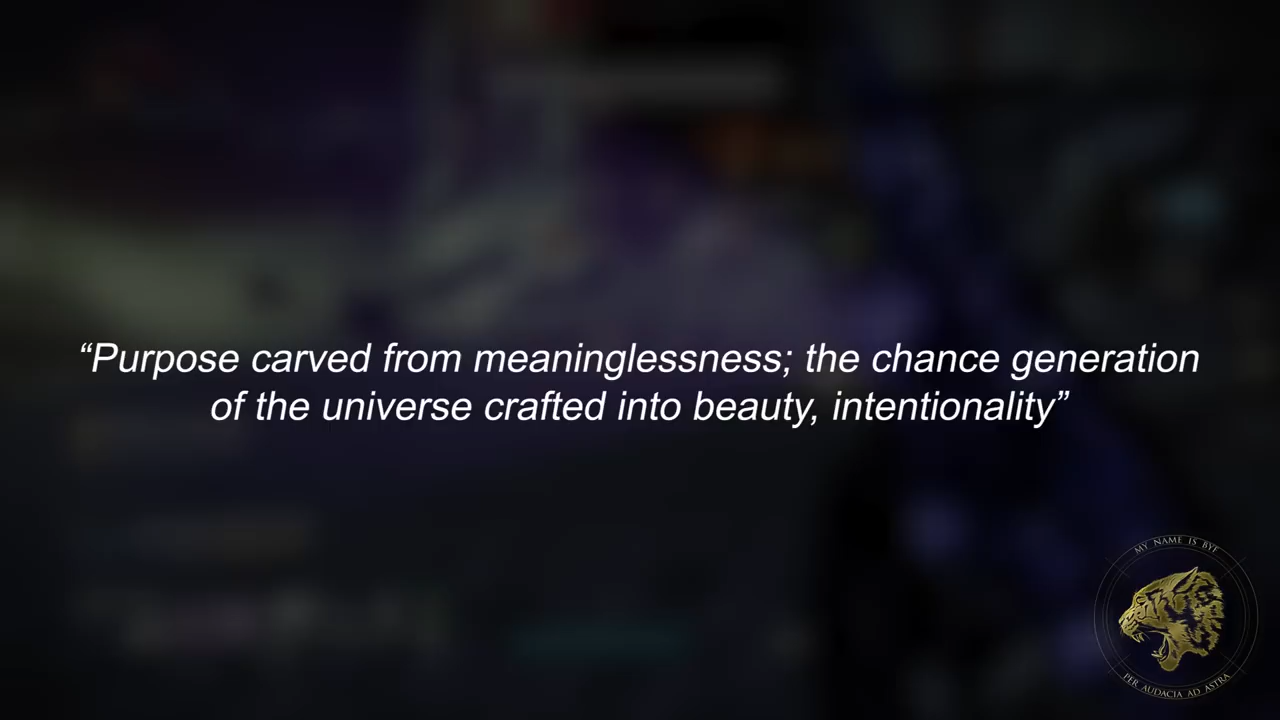 “Purpose carved from meaninglessness; the chance generation
of the universe crafted into beauty, intentionality”
MY NAME IS BYF
PER AUDACIA AD ASTRA